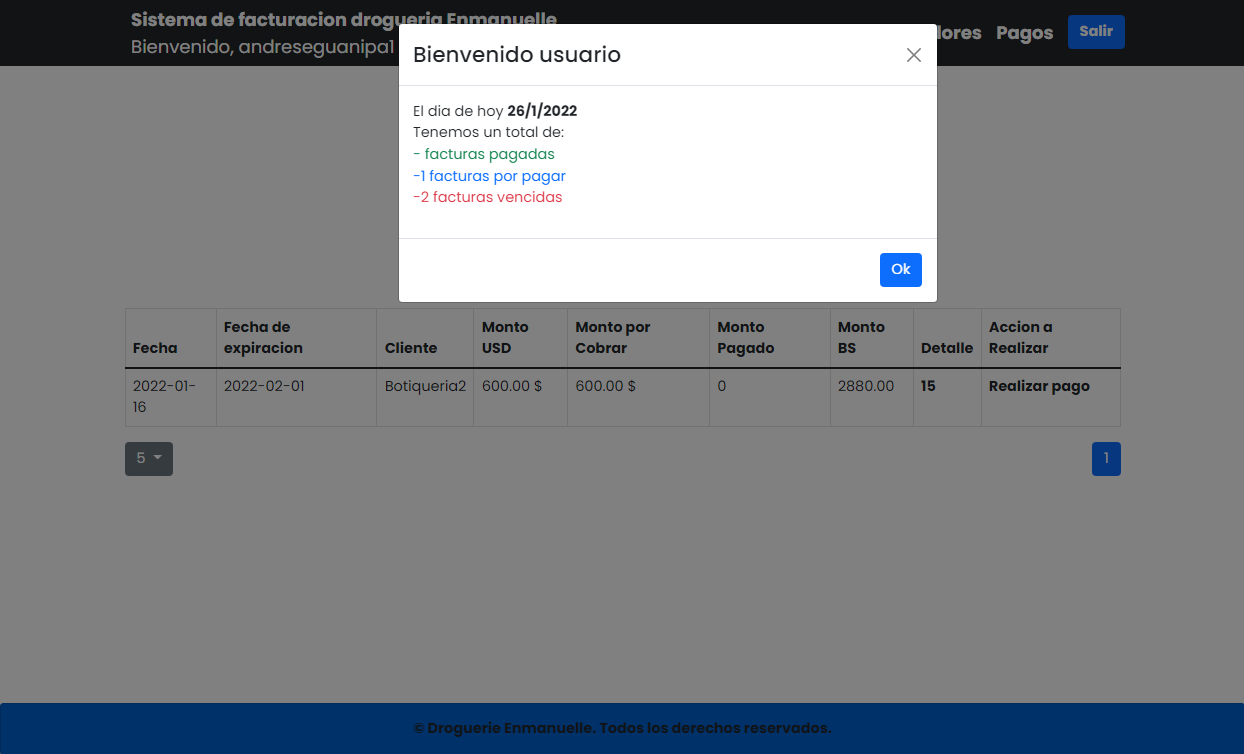 Sistema de facturacion drogueria Enmanuelle
Bienvenido, andreseguanipa1
Pagos
Salir
Bienvenido usuario
El dia de hoy 26/1/2022
Tenemos un total de:
- facturas pagadas
-1 facturas por pagar
-2 facturas vencidas
Ok
Fecha
Fecha de
expiracion
Cliente
Monto
USD
Monto por
Cobrar
Monto
Pagado
Monto
BS
Detalle
Accion a
Realizar
2022-01-
16
2022-02-01
Botiqueria2
600.00 $
600.00 $
0
2880.00
15
Realizar pago
5
1
© Droguerie Enmanuelle. Todos los derechos reservados.